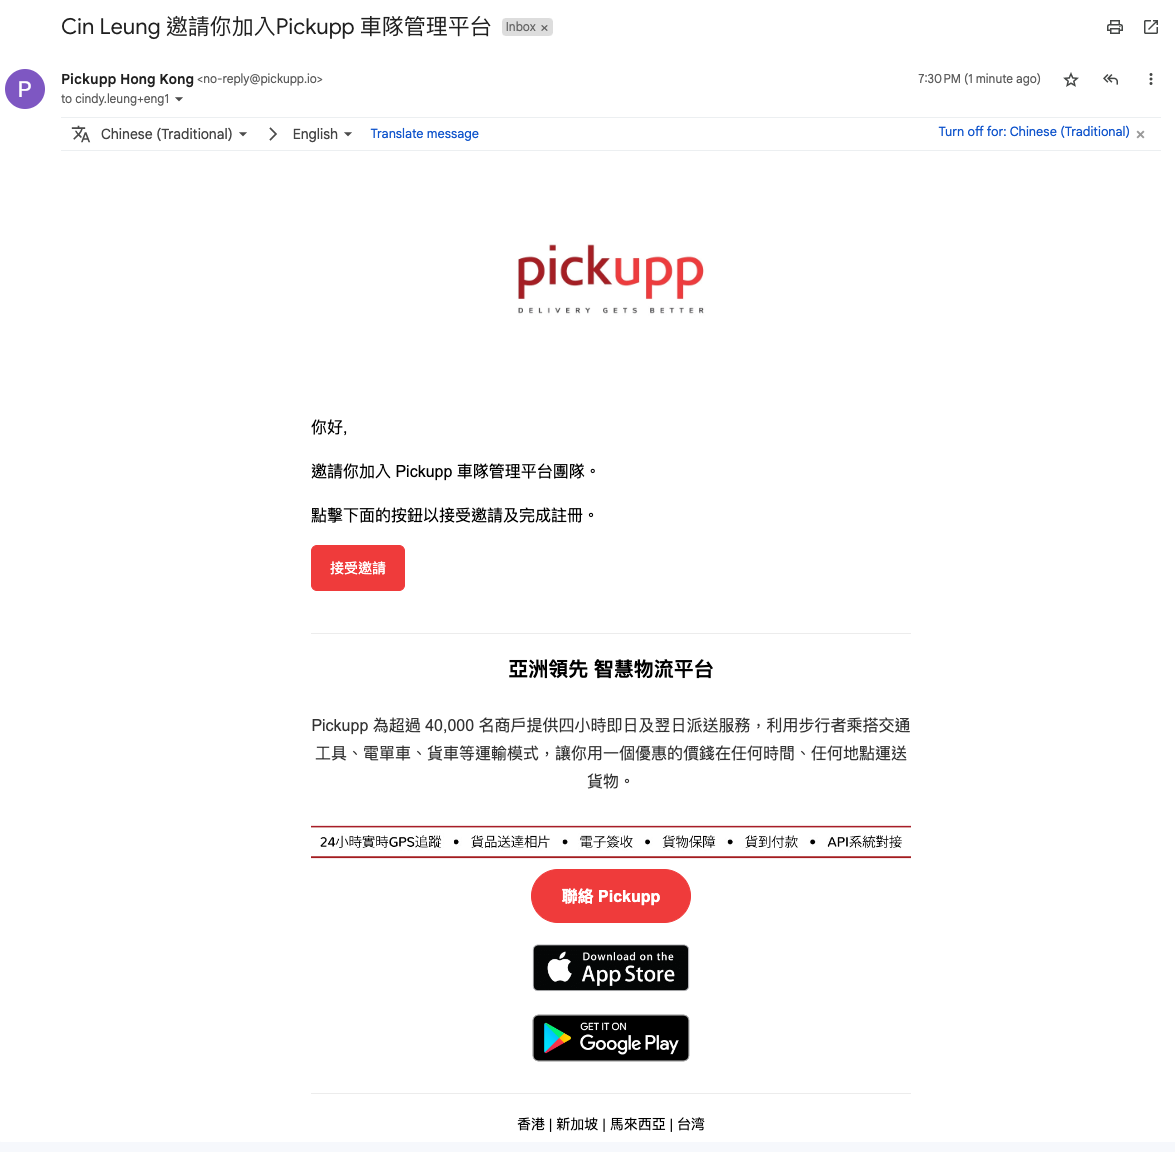 Cin Leung 邀請你加入Pickupp 車隊管理平台 Inbox ×
P
Pickupp Hong Kong <no-reply@pickupp.io>
7:30 PM (1 minute ago)
to cindy.leung+eng1
Chinese (Traditional) > English Translate message
Turn off for: Chinese (Traditional) ×
pickupp
DELIVERY GETS BETTER
你好,
邀請你加入 Pickupp 車隊管理平台團隊。
點擊下面的按鈕以接受邀請及完成註冊。
接受邀請
亞洲領先 智慧物流平台
Pickupp 為超過 40,000 名商戶提供四小時即日及翌日派送服務，利用步行者乘搭交通
工具、電單車、貨車等運輸模式，讓你用一個優惠的價錢在任何時間、任何地點運送
貨物。
24小時實時GPS追蹤 • 貨品送達相片 • 電子簽收 • 貨物保障 • 貨到付款 • API系統對接
聯絡 Pickupp
Download on the
App Store
GET IT ON
Google Play
香港 | 新加坡 | 馬來西亞 | 台湾